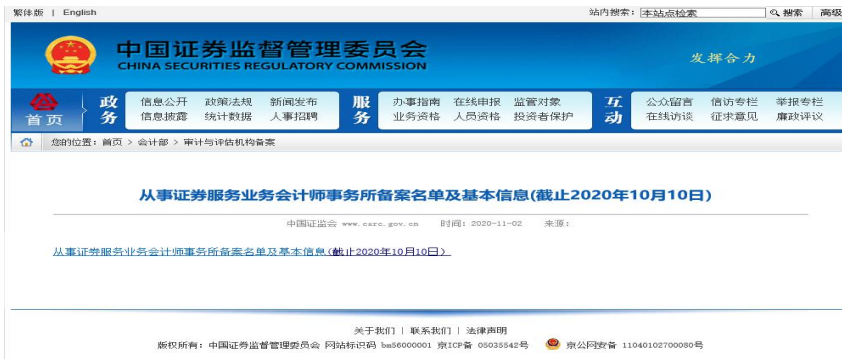 繁体版 | English 站内搜索: 本站点检索 搜索 高级
中国证券监督管理委员会
CHINA SECURITIES REGULATORY COMMISSION
发挥合力
首页 政务 信息公开 政策法规 新闻发布 服务 办事指南 在线申报 监管对象 互动 公众留言 信访专栏 举报专栏
信息披露 统计数据 人事招聘 业务资格 人员资格 投资者保护 在线访谈 征求意见 廉政评议
您的位置: 首页 > 会计部 > 审计与评估机构备案
从事证券服务业务会计师事务所备案名单及基本信息(截止2020年10月10日)
中国证监会 www.csrc.gov.cn 时间: 2020-11-02 来源:
从事证券服务业务会计师事务所备案名单及基本信息(截止2020年10月10日)
关于我们 | 联系我们 | 法律声明
版权所有: 中国证券监督管理委员会 网站标识码 bm56000001 京ICP备 05035542号 京公网安备 11040102700080号